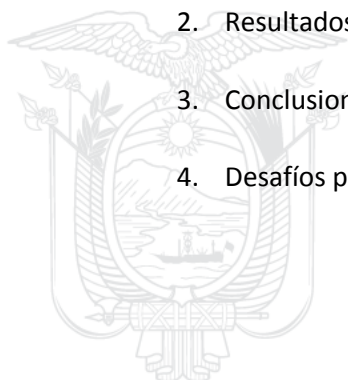 2. Resultados
3. Conclusion
4. Desafíos p